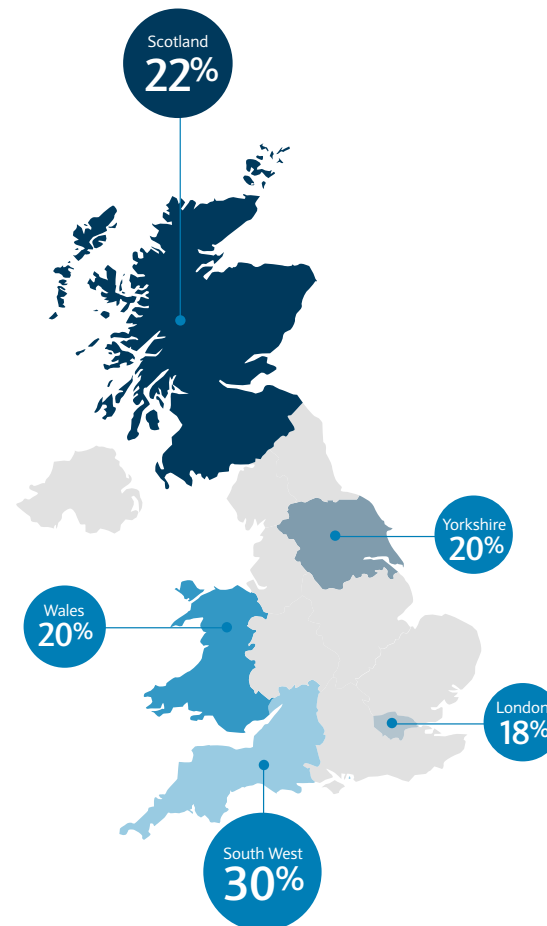 Scotland
22%
Yorkshire
20%
Wales
20%
London
18%
South West
30%